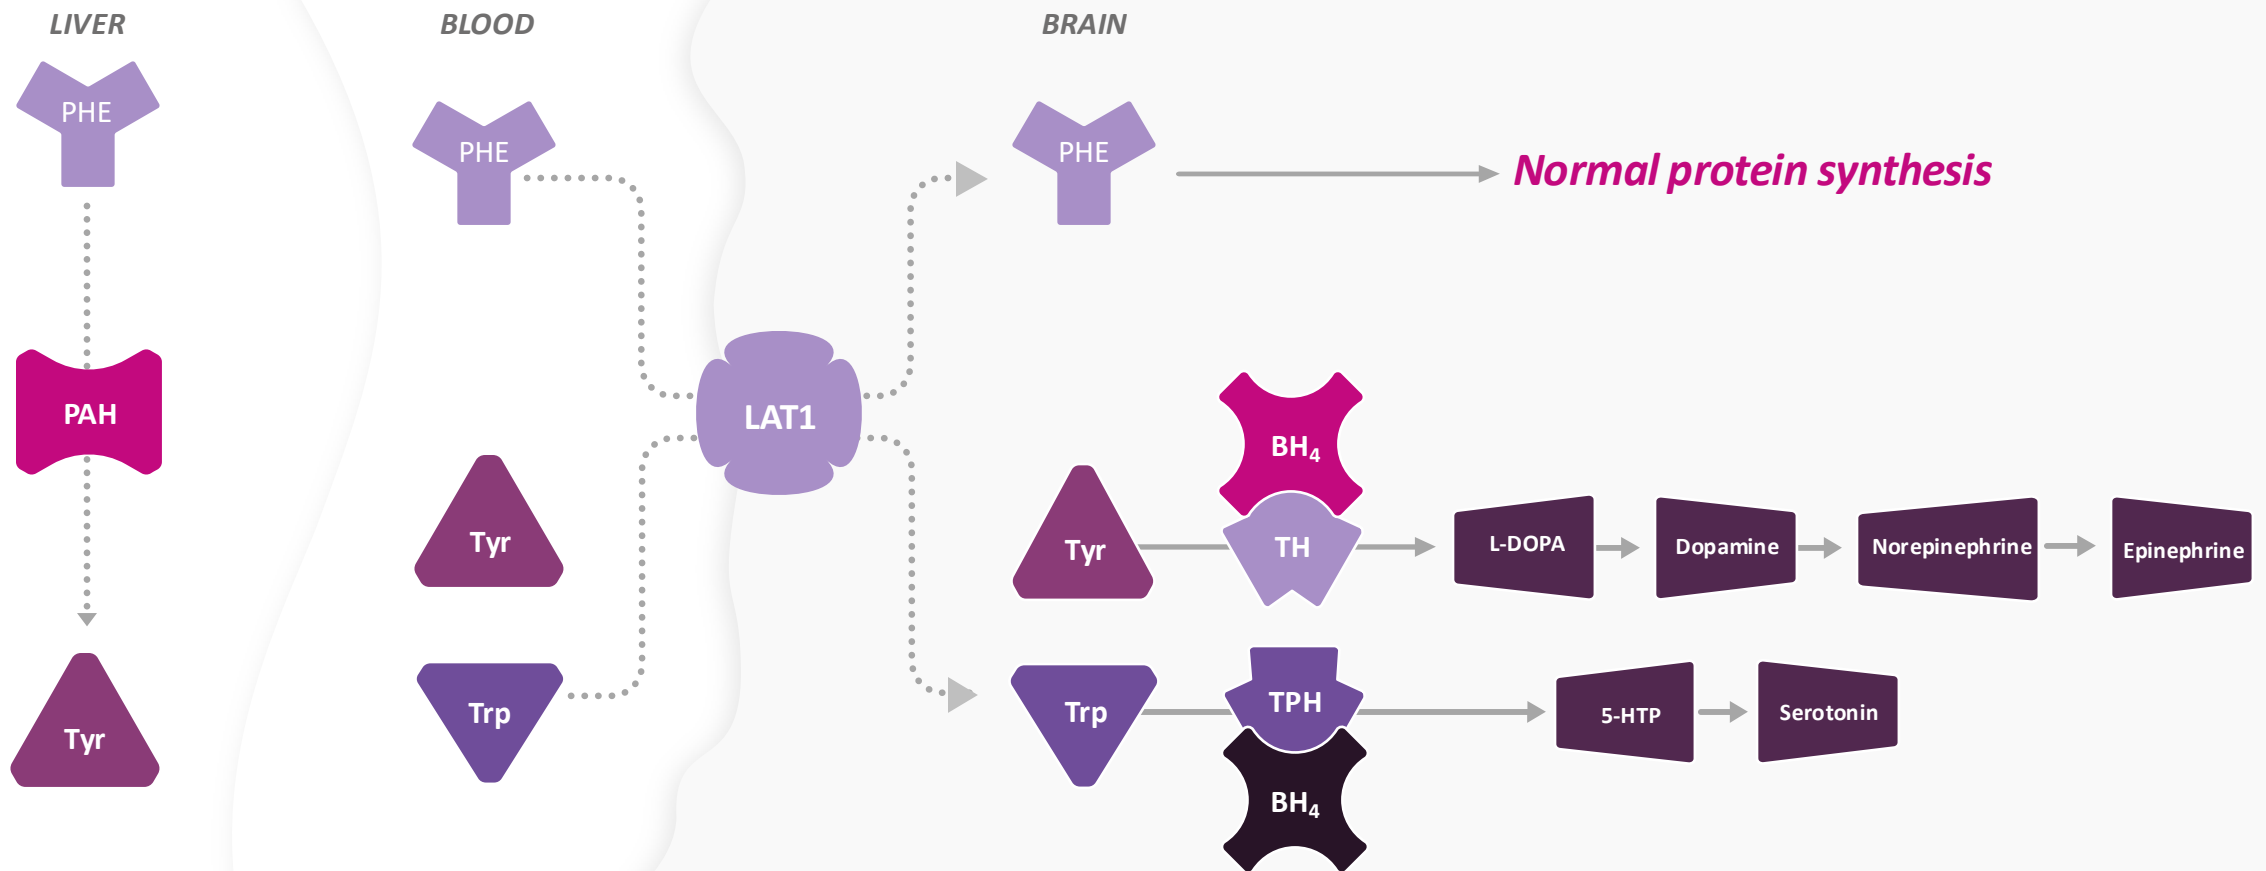 LIVER
BLOOD
BRAIN
PHE
PHE
PHE
Normal protein synthesis
PAH
LAT1
BH4
Tyr
Tyr
TH
L-DOPA
Dopamine
Norepinephrine
Epinephrine
Tyr
Trp
Trp
TPH
5-HTP
Serotonin
BH4